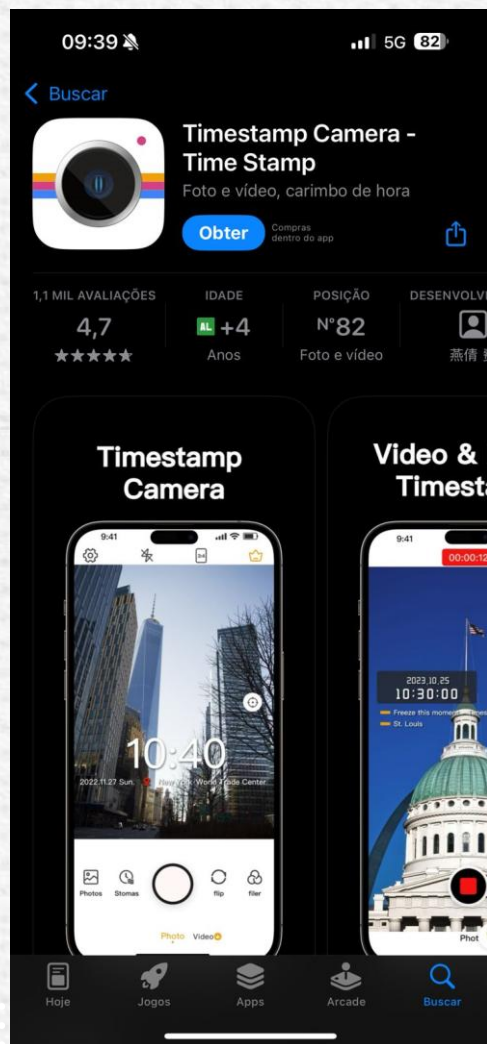 09:39
5G 82
Buscar
Timestamp Camera -
Time Stamp
Foto e vídeo, carimbo de hora
Obter
Compras
dentro do app
1,1 MIL AVALIAÇÕES
IDADE
POSIÇÃO
4,7
AL +4
N°82
Anos
Foto e vídeo
燕倩
Timestamp
Camera
Video &
9:41
10:40
2022.11.27 Sun.
New York World Trade Center
Photos
Stomas
flip
filer
Photo
Video
9:41
00:00:12
2023.10.25
10:30:00
Freeze this moment
St. Louis
Phot
Hoje
Jogos
Apps
Arcade
Buscar